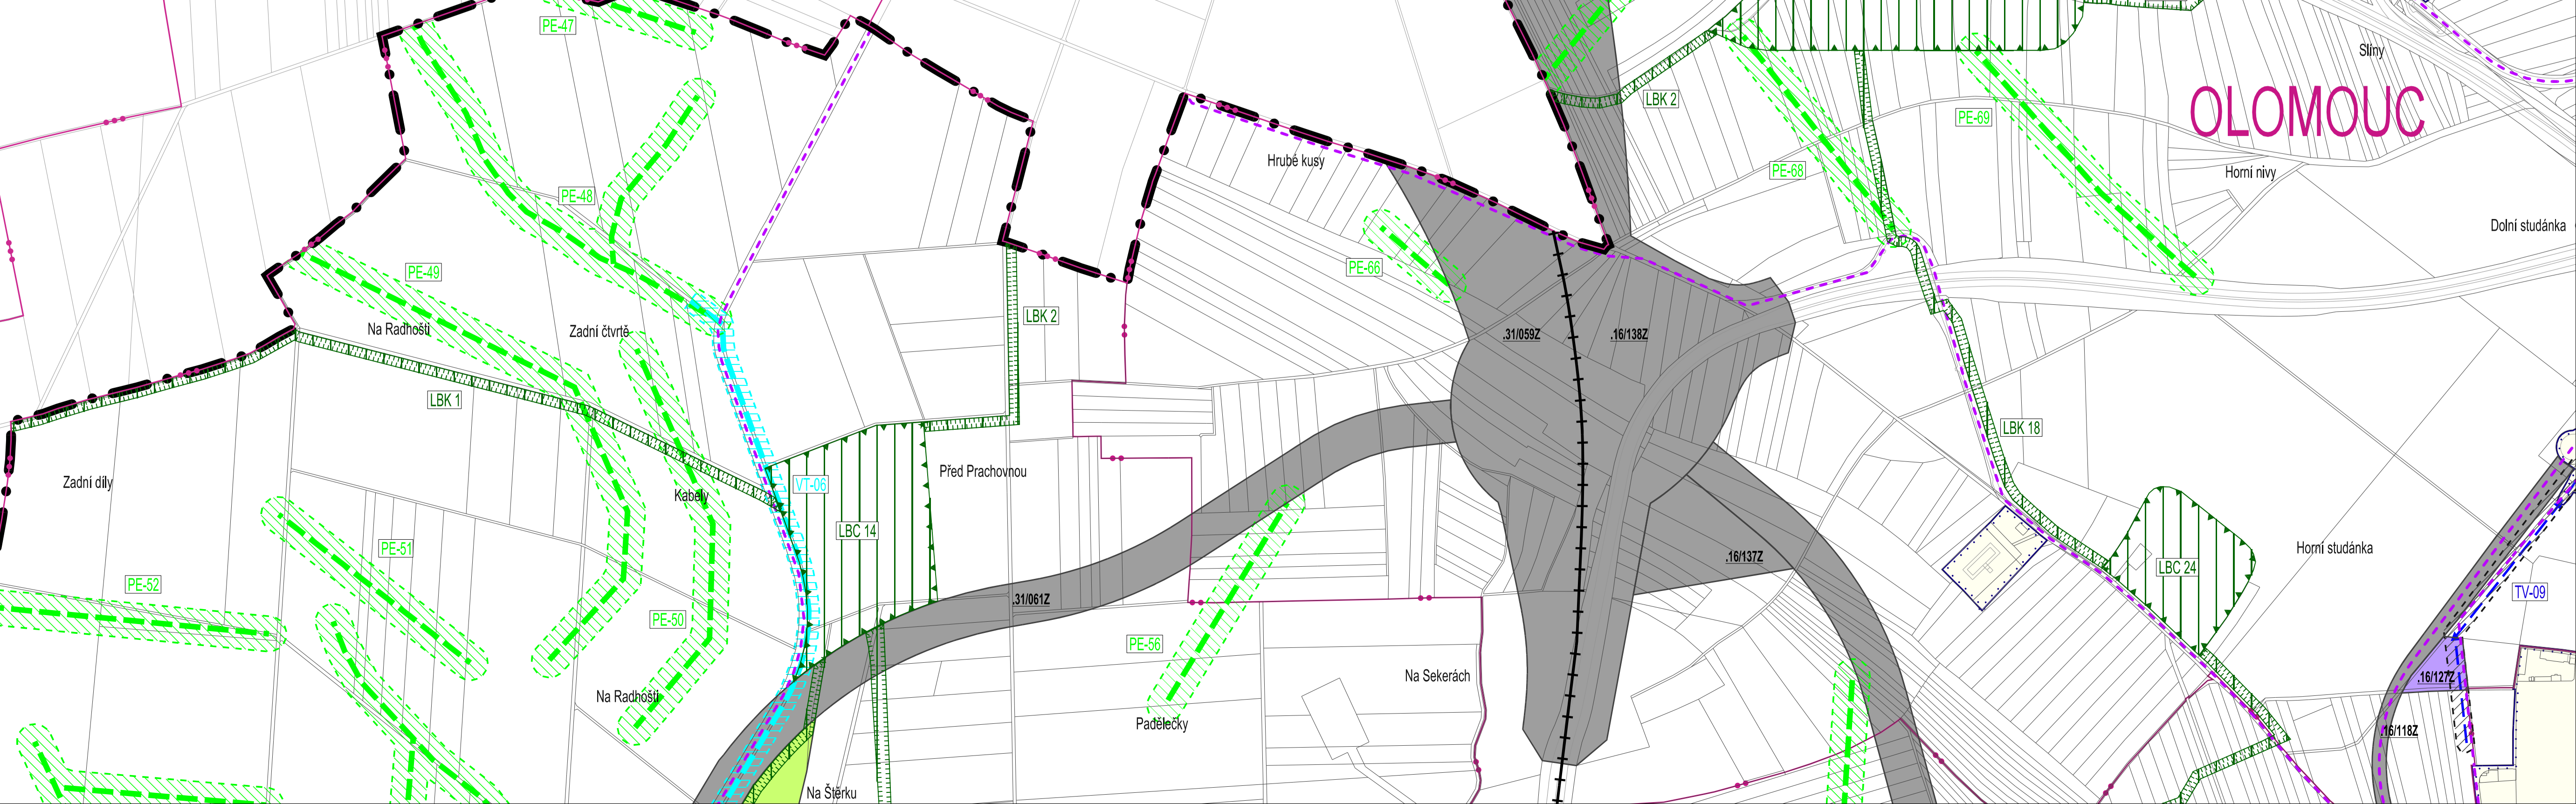 PE-47
Slíny
LBK 2
OLOMOUC
PE-69
Hrubé kusy
PE-68
Horní nivy
PE-48
Dolní studánka
PE-49
PE-66
LBK 2
Na Radhošti
Zadní čtvrtě
.31/059Z
.16/138Z
LBK 1
LBK 18
Zadní díly
Před Prachovnou
VT-06
Kabely
LBC 14
PE-51
Horní studánka
.16/137Z
LBC 24
PE-52
TV-09
.31/061Z
PE-50
PE-56
Na Sekerách
.16/127Z
Na Radhošti
Padělečky
.16/118Z
Na Štěrku